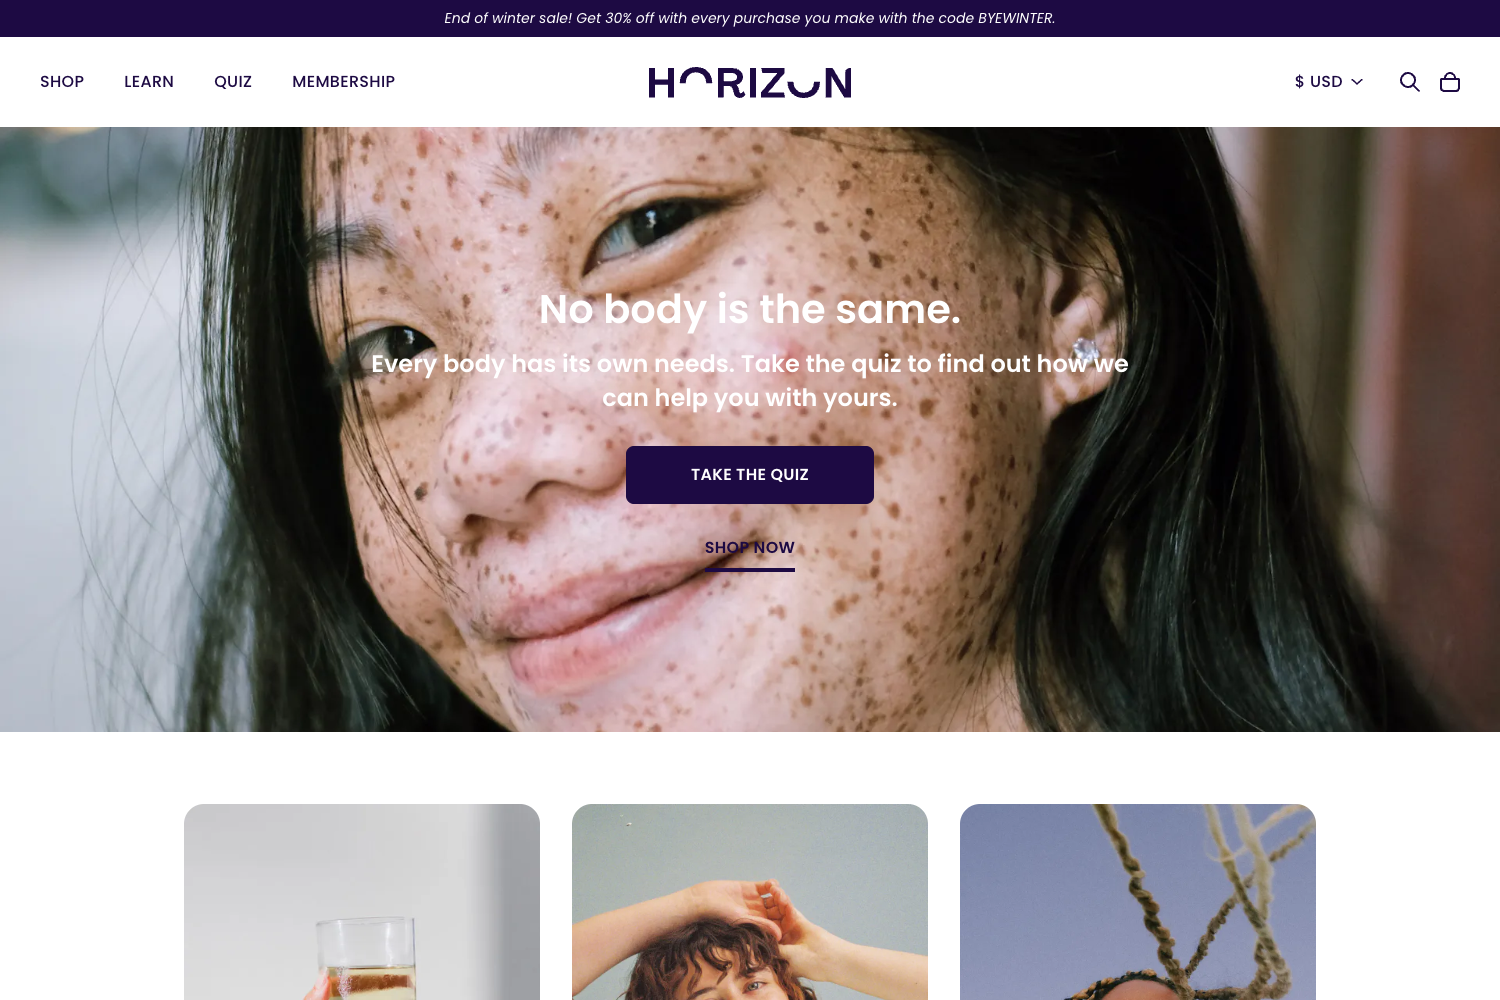 End of winter sale! Get 30% off with every purchase you make with the code BYEWINTER.
SHOP LEARN QUIZ MEMBERSHIP HORIZON $ USD
No body is the same.
Every body has its own needs. Take the quiz to find out how we
can help you with yours.
TAKE THE QUIZ
SHOP NOW